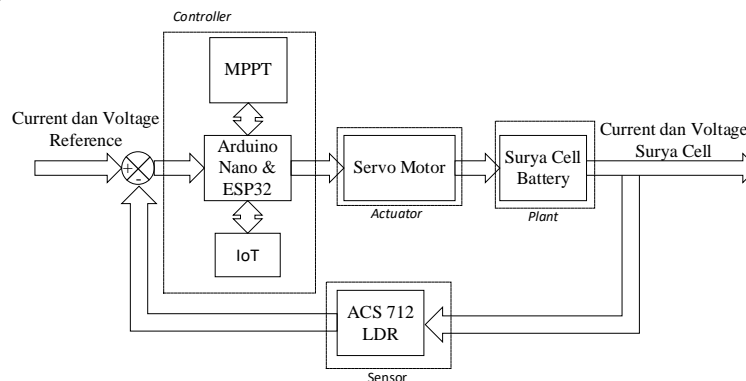 Controller
MPPT
Current dan Voltage
Reference
+
-
Arduino
Nano &
ESP32
IoT
Servo Motor
Actuator
Surya Cell
Battery
Plant
Current dan Voltage
Surya Cell
ACS 712
LDR
Sensor